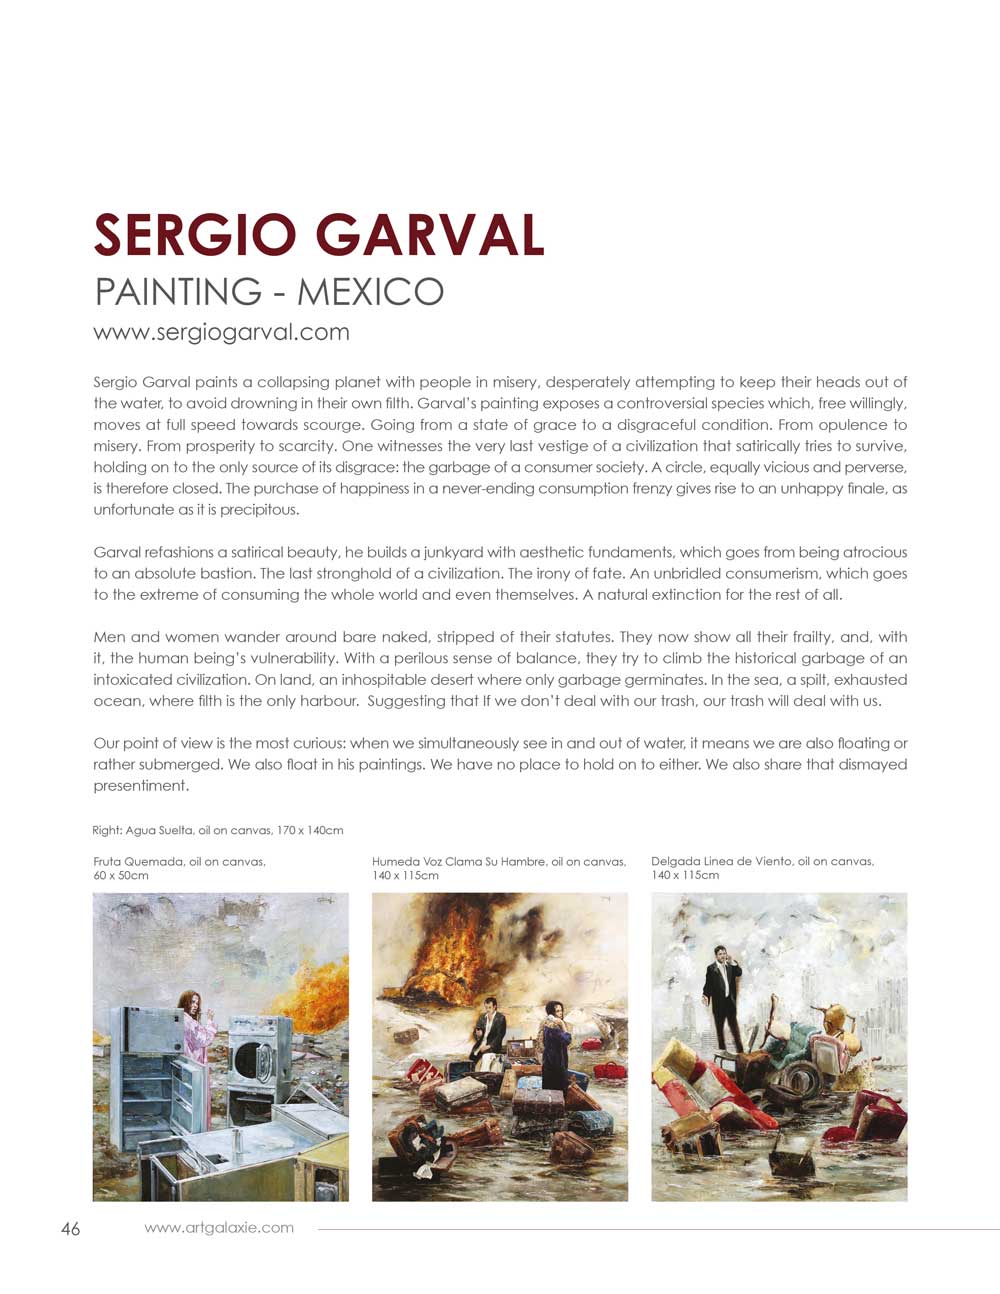 SERGIO GARVAL
PAINTING - MEXICO
www.sergiogarval.com
Sergio Garval paints a collapsing planet with people in misery, desperately attempting to keep their heads out of
the water, to avoid drowning in their own filth. Garval's painting exposes a controversial species which, free willingly,
moves at full speed towards scourge. Going from a state of grace to a disgraceful condition. From opulence to
misery. From prosperity to scarcity. One witnesses the very last vestige of a civilization that satirically tries to survive,
holding on to the only source of its disgrace: the garbage of a consumer society. A circle, equally vicious and perverse,
is therefore closed. The purchase of happiness in a never-ending consumption frenzy gives rise to an unhappy finale, as
unfortunate as it is precipitous.
Garval refashions a satirical beauty, he builds a junkyard with aesthetic fundaments, which goes from being atrocious
to an absolute bastion. The last stronghold of a civilization. The irony of fate. An unbridled consumerism, which goes
to the extreme of consuming the whole world and even themselves. A natural extinction for the rest of all.
Men and women wander around bare naked, stripped of their statutes. They now show all their frailty, and, with
it, the human being's vulnerability. With a perilous sense of balance, they try to climb the historical garbage of an
intoxicated civilization. On land, an inhospitable desert where only garbage germinates. In the sea, a spilt, exhausted
ocean, where filth is the only harbour.  Suggesting that If we don't deal with our trash, our trash will deal with us.
Our point of view is the most curious: when we simultaneously see in and out of water, it means we are also floating or
rather submerged. We also float in his paintings. We have no place to hold on to either. We also share that dismayed
presentiment.
Right: Agua Suelta, oil on canvas, 170 x 140cm
Fruta Quemada, oil on canvas,
60 x 50cm
Humeda Voz Clama Su Hambre, oil on canvas,
140 x 115cm
Delgada Linea de Viento, oil on canvas,
140 x 115cm
46
www.artgalaxie.com